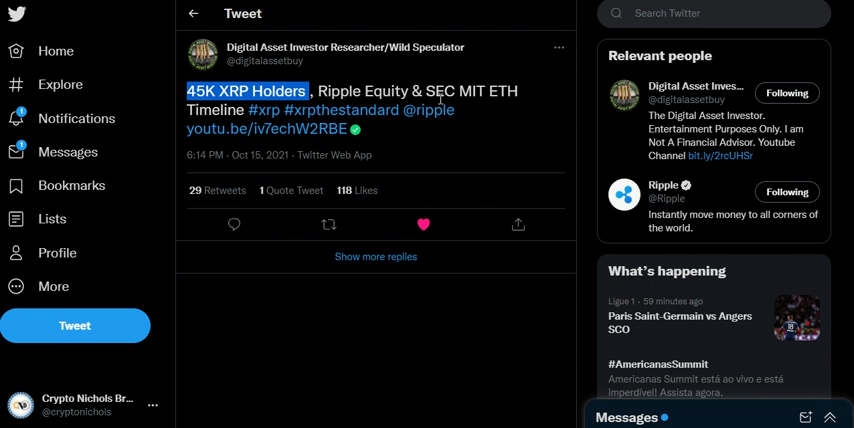 Tweet
Search Twitter
Home
Explore
1
Notifications
1
Messages
Bookmarks
Lists
Profile
More
Tweet
Crypto Nichols Br...
@cryptonichols
Digital Asset Investor Researcher/Wild Speculator
@digitalassetbuy
45K XRP Holders , Ripple Equity & SEC MIT ETH
Timeline #xrp #xrpthestandard @ripple
youtu.be/iv7echW2RBE
6:14 PM · Oct 15, 2021 · Twitter Web App
29 Retweets 1 Quote Tweet 118 Likes
Show more replies
Relevant people
Digital Asset Inves...
@digitalassetbuy
Following
The Digital Asset Investor.
Entertainment Purposes Only. I am
Not A Financial Advisor. Youtube
Channel bit.ly/2rcUHSr
Ripple
@Ripple
Following
Instantly move money to all corners of
the world.
What's happening
Ligue 1 · 59 minutes ago
Paris Saint-Germain vs Angers
SCO
#AmericanasSummit
Americanas Summit está ao vivo e está
imperdível! Assista agora.
Messages